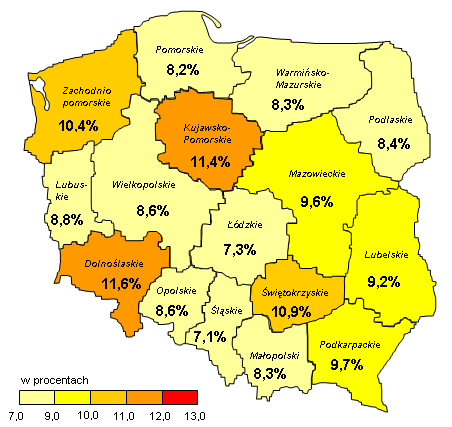 Pomorskie
8,2%
Warmińsko-
Mazurskie
8,3%
Zachodnio
pomorskie
10,4%
Podlaskie
8,4%
Kujawsko-
Pomorskie
11,4%
Mazowieckie
9,6%
Lubus-
kie
8,8%
Wielkopolskie
8,6%
Łódzkie
7,3%
Lubelskie
9,2%
Dolnośląskie
11,6%
Opolskie
8,6%
Śląskie
7,1%
Świętokrzyskie
10,9%
Małopolski
8,3%
Podkarpackie
9,7%
w procentach
7,0 9,0 10,0 11,0 12,0 13,0